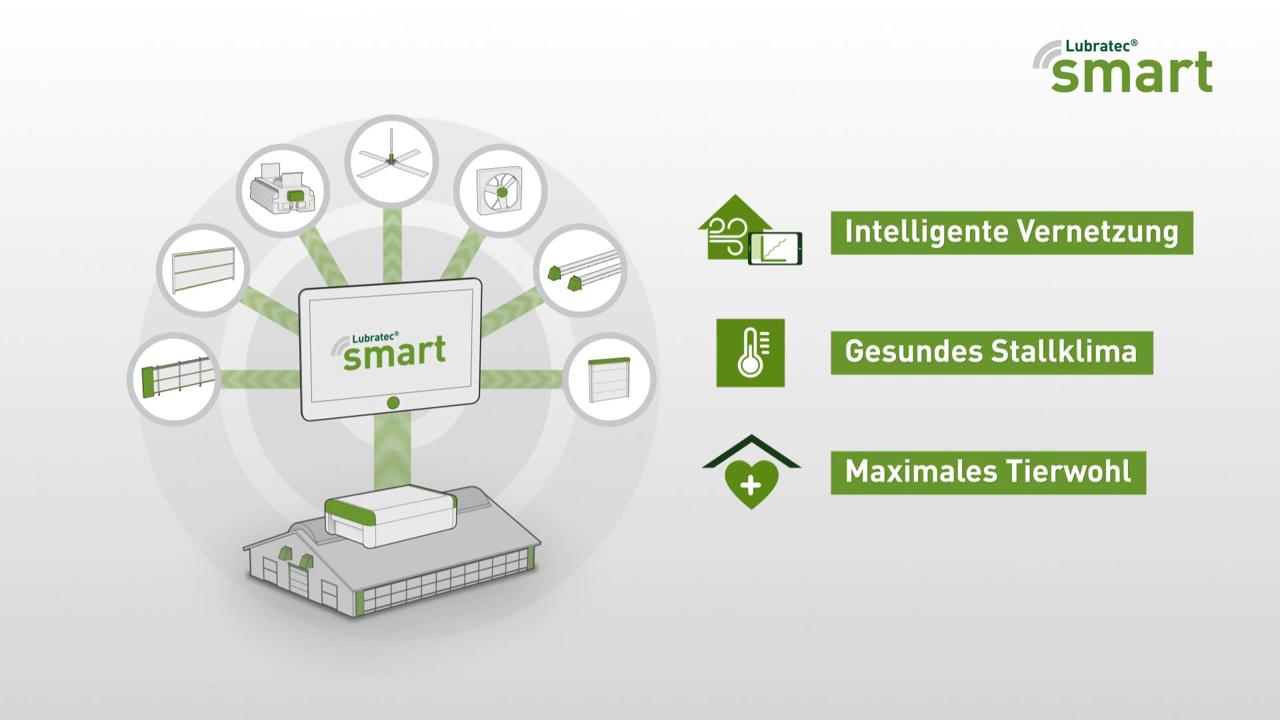 Lubratec®
smart
Lubratec®
smart
Intelligente Vernetzung
Gesundes Stallklima
Maximales Tierwohl